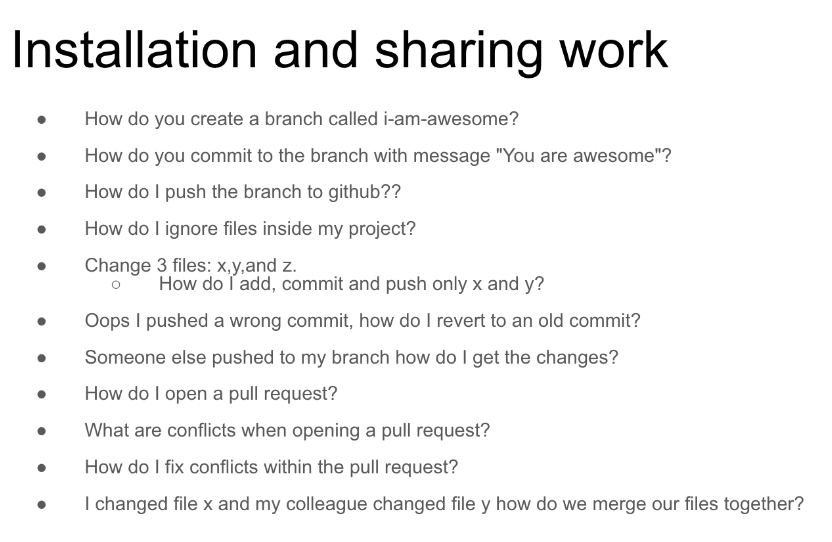 Installation and sharing work
● How do you create a branch called i-am-awesome?
● How do you commit to the branch with message "You are awesome"?
● How do I push the branch to github??
● How do I ignore files inside my project?
● Change 3 files: x,y,and z.
○ How do I add, commit and push only x and y?
● Oops I pushed a wrong commit, how do I revert to an old commit?
● Someone else pushed to my branch how do I get the changes?
● How do I open a pull request?
● What are conflicts when opening a pull request?
● How do I fix conflicts within the pull request?
● I changed file x and my colleague changed file y how do we merge our files together?